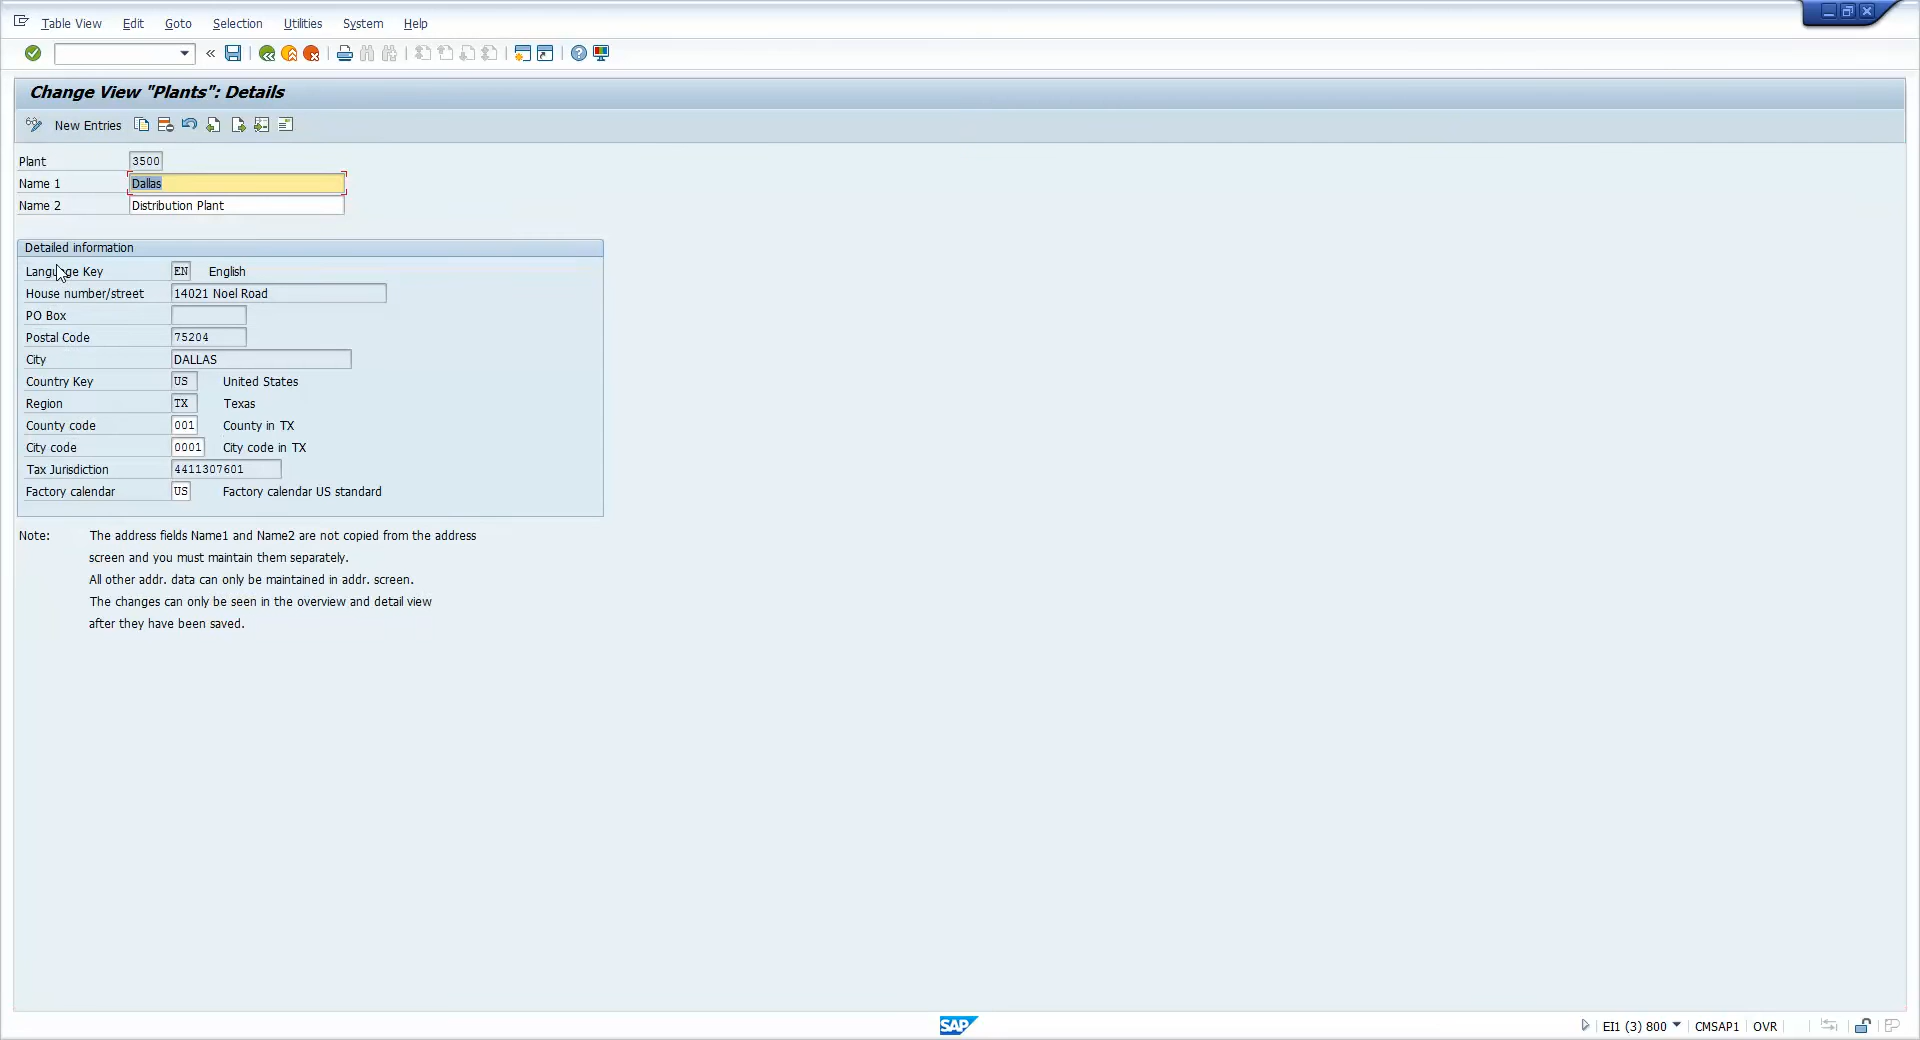 Table View Edit Goto Selection Utilities System Help
Change View "Plants": Details
New Entries
Plant 3500
Name 1 Dallas
Name 2 Distribution Plant
Detailed information
Language Key EN English
House number/street 14021 Noel Road
PO Box
Postal Code 75204
City DALLAS
Country Key US United States
Region TX Texas
County code 001 County in TX
City code 0001 City code in TX
Tax Jurisdiction 4411307601
Factory calendar US Factory calendar US standard
Note: The address fields Name1 and Name2 are not copied from the address
screen and you must maintain them separately.
All other addr. data can only be maintained in addr. screen.
The changes can only be seen in the overview and detail view
after they have been saved.
SAP EI1 (3) 800 CMSAP1 OVR